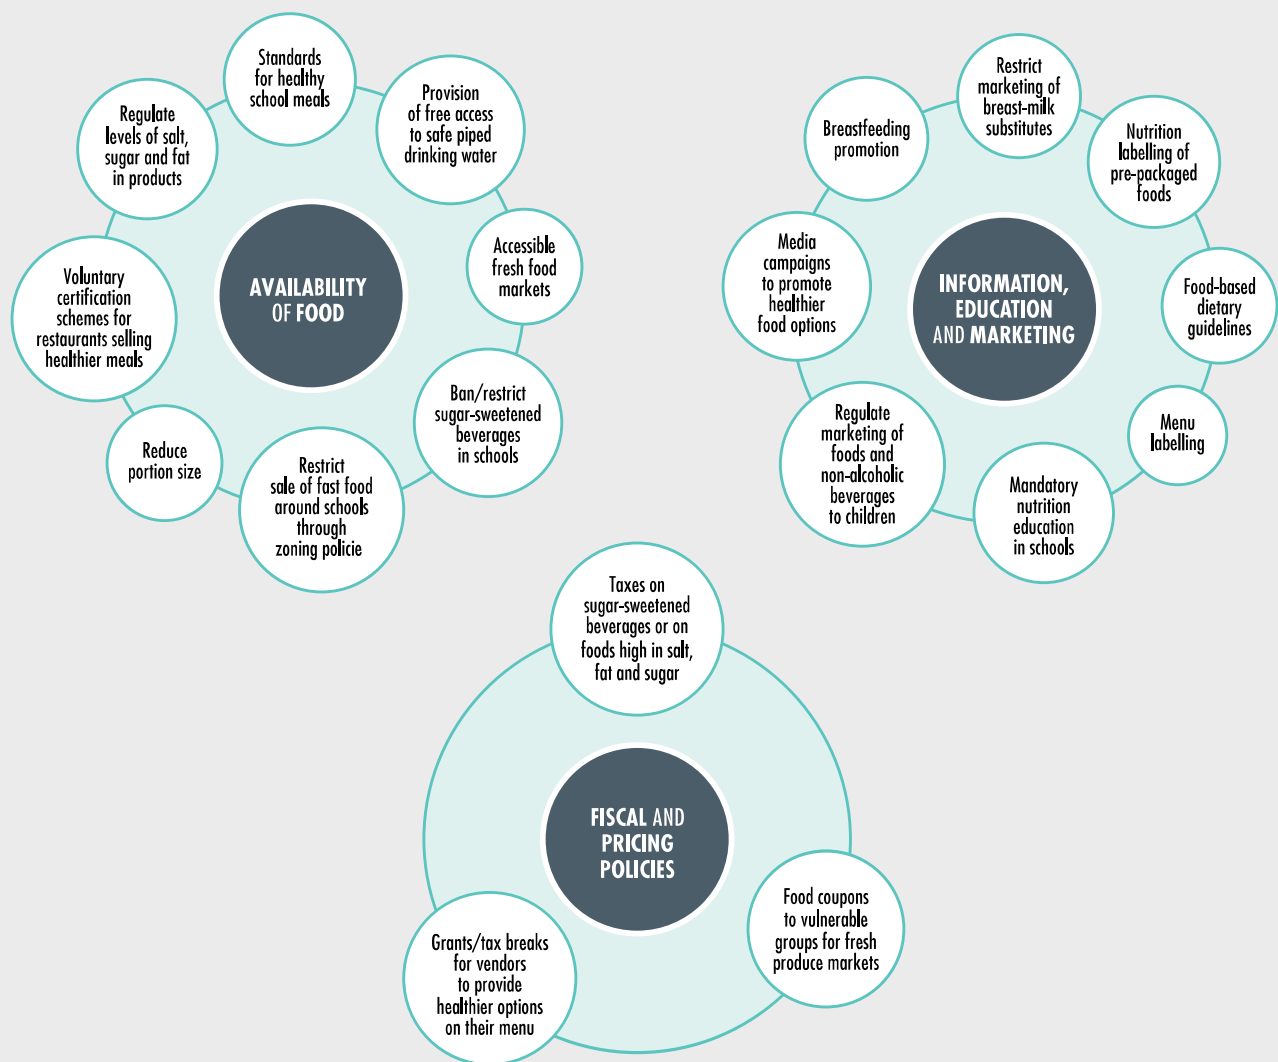 Standards
for healthy
school meals
Provision
of free access
to safe piped
drinking water
Regulate
levels of salt,
sugar and fat
in products
Accessible
fresh food
markets
AVAILABILITY
OF FOOD
Voluntary
certification
schemes for
restaurants selling
healthier meals
Ban/restrict
sugar-sweetened
beverages
in schools
Reduce
portion size
Restrict
sale of fast food
around schools
through
zoning policie
Restrict
marketing of
breast-milk
substitutes
Breastfeeding
promotion
Nutrition
labelling of
pre-packaged
foods
Media
campaigns
to promote
healthier
food options
INFORMATION,
EDUCATION
AND MARKETING
Food-based
dietary
guidelines
Regulate
marketing of
foods and
non-alcoholic
beverages
to children
Menu
labelling
Mandatory
nutrition
education
in schools
Taxes on
sugar-sweetened
beverages or on
foods high in salt,
fat and sugar
FISCAL AND
PRICING
POLICIES
Grants/tax breaks
for vendors
to provide
healthier options
on their menu
Food coupons
to vulnerable
groups for fresh
produce markets